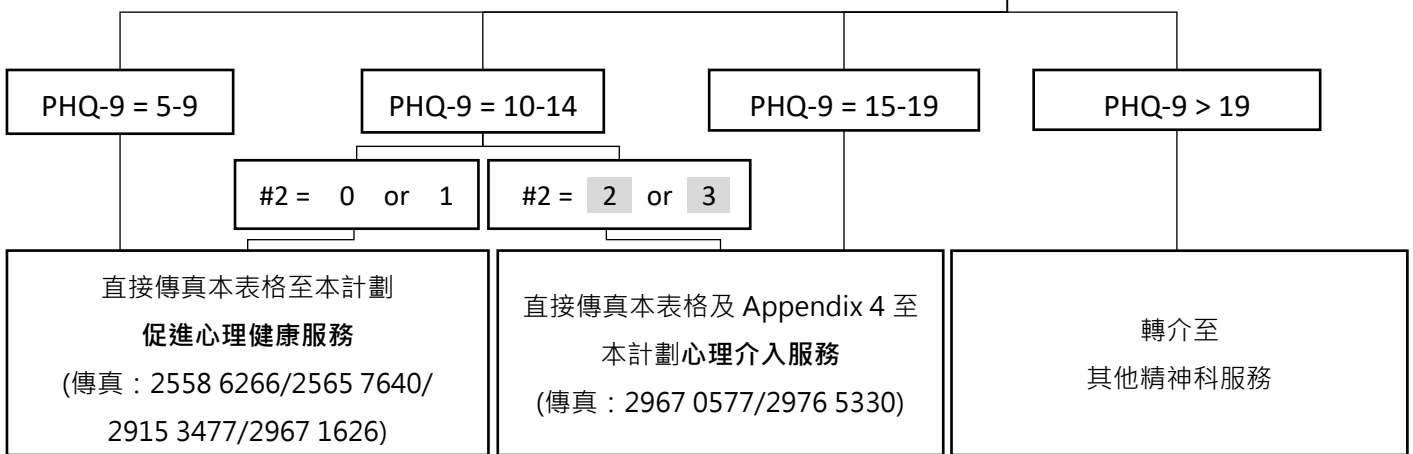 PHQ-9 = 5-9
PHQ-9 = 10-14
PHQ-9 = 15-19
PHQ-9 > 19
#2 = 0 or 1
#2 = 2 or 3
直接傳真本表格至本計劃
促進心理健康服務
(傳真：2558 6266/2565 7640/
2915 3477/2967 1626)
直接傳真本表格及 Appendix 4 至
本計劃心理介入服務
(傳真：2967 0577/2976 5330)
轉介至
其他精神科服務